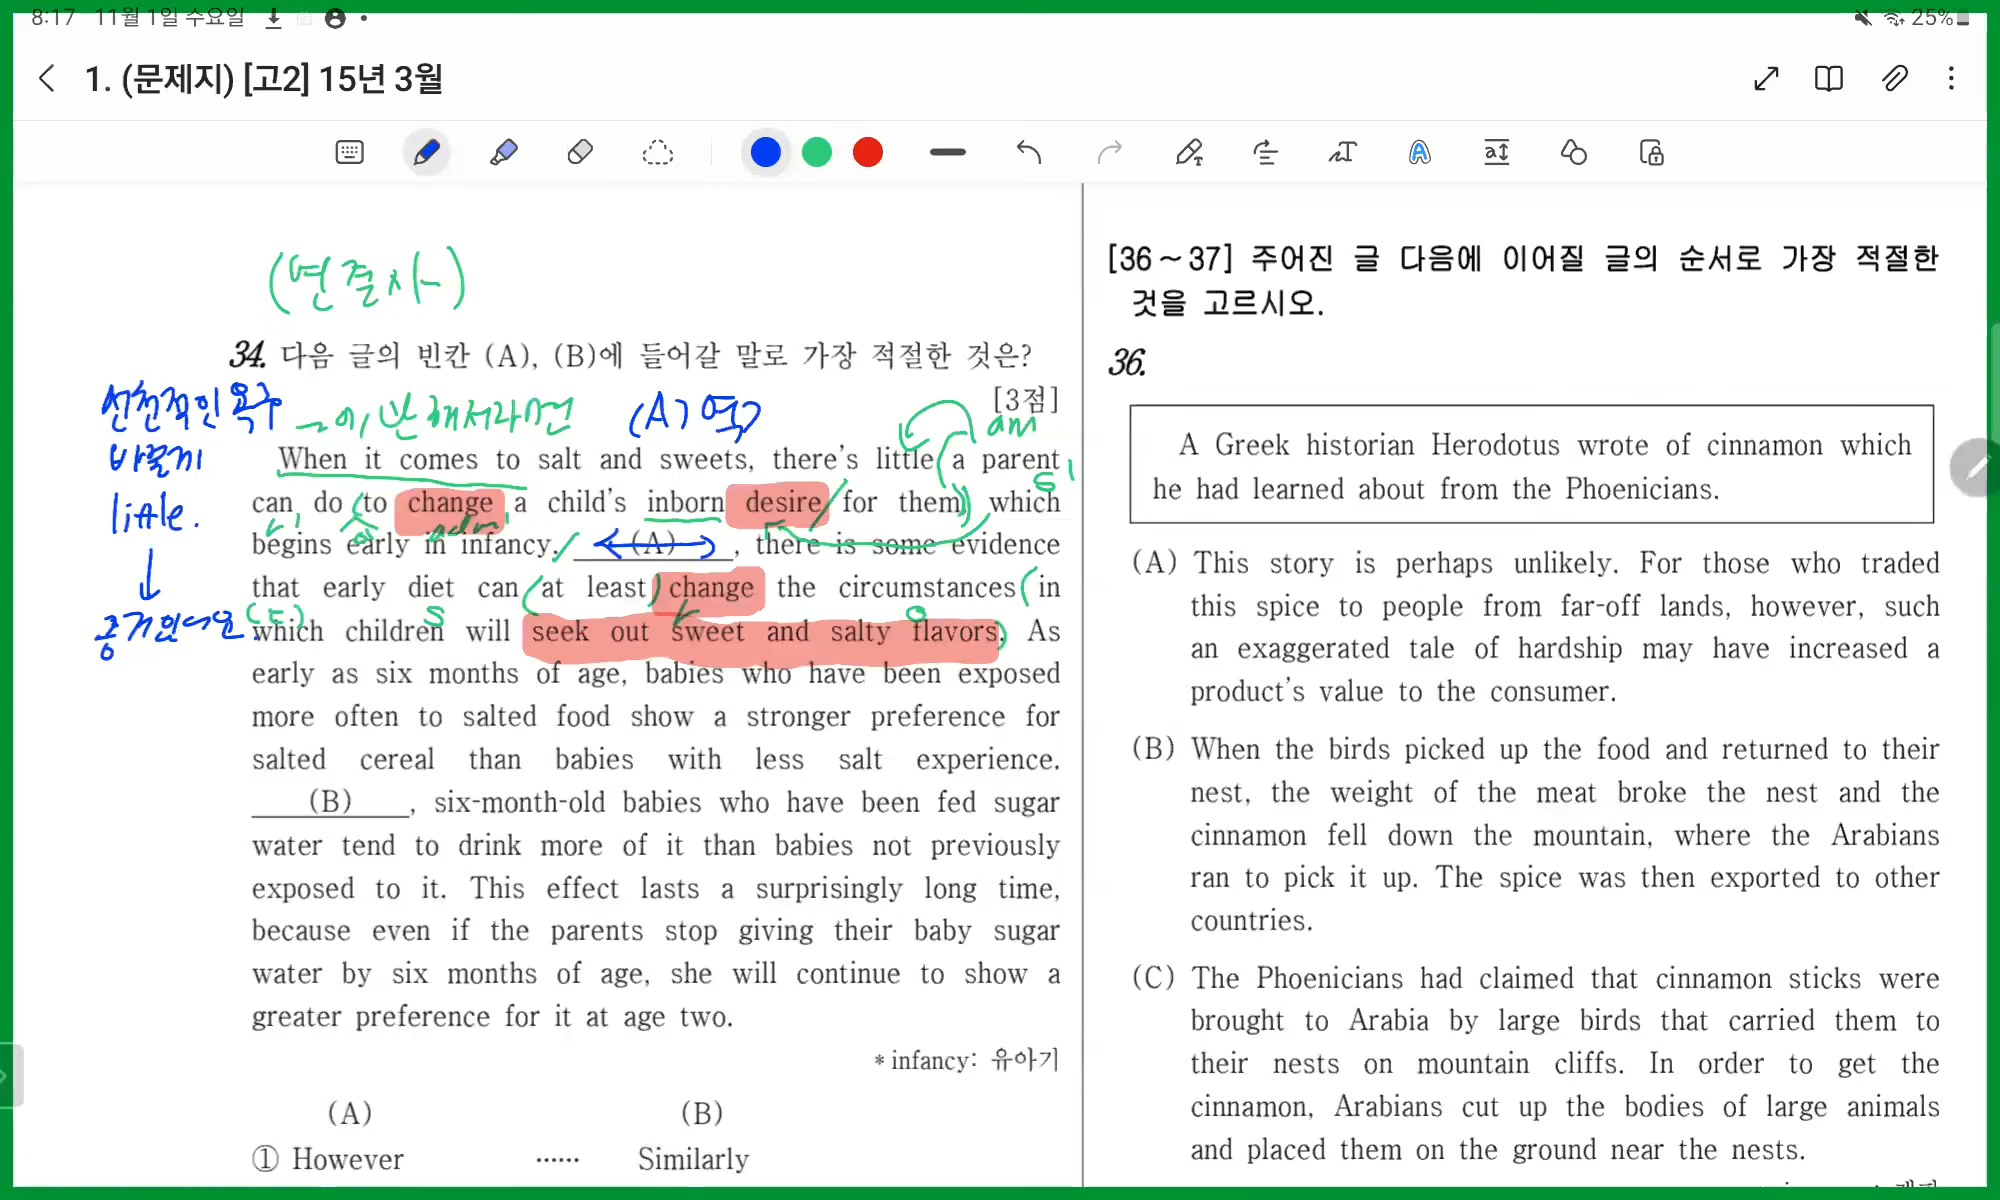 8:17 11월 1일 수요일
25%
1. (문제지) [고2] 15년 3월
(연결사)
34. 다음 글의 빈칸 (A), (B)에 들어갈 말로 가장 적절한 것은?
[3점]
선천적인 욕구
바꿀게
little.
증거있다
에 관해서라면
(A) 역
When it comes to salt and sweets, there's little a parent
can do to change a child's inborn desire for them, which
begins early in infancy. (A) , there is some evidence
that early diet can at least change the circumstances in
which children will seek out sweet and salty flavors. As
early as six months of age, babies who have been exposed
more often to salted food show a stronger preference for
salted cereal than babies with less salt experience.
(B) , six-month-old babies who have been fed sugar
water tend to drink more of it than babies not previously
exposed to it. This effect lasts a surprisingly long time,
because even if the parents stop giving their baby sugar
water by six months of age, she will continue to show a
greater preference for it at age two.
* infancy: 유아기
(A) (B)
① However ...... Similarly
[36~37] 주어진 글 다음에 이어질 글의 순서로 가장 적절한
것을 고르시오.
36.
A Greek historian Herodotus wrote of cinnamon which
he had learned about from the Phoenicians.
(A) This story is perhaps unlikely. For those who traded
this spice to people from far-off lands, however, such
an exaggerated tale of hardship may have increased a
product's value to the consumer.
(B) When the birds picked up the food and returned to their
nest, the weight of the meat broke the nest and the
cinnamon fell down the mountain, where the Arabians
ran to pick it up. The spice was then exported to other
countries.
(C) The Phoenicians had claimed that cinnamon sticks were
brought to Arabia by large birds that carried them to
their nests on mountain cliffs. In order to get the
cinnamon, Arabians cut up the bodies of large animals
and placed them on the ground near the nests.